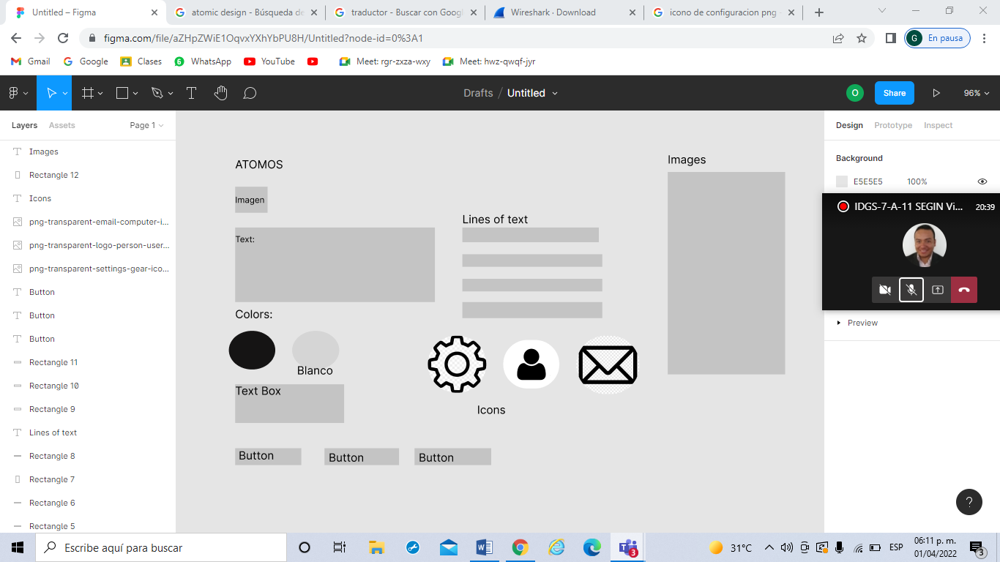 Untitled – Figma
atomic design - Búsqueda de
traductor - Buscar con Googl
Wireshark · Download
icono de configuracion png -
figma.com/file/aZHpZWiE1OqvxYXhYbPU8H/Untitled?node-id=0%3A1
G
En pausa
Gmail
Google
Clases
6
WhatsApp
YouTube
Meet: rgr-zxza-wxy
Meet: hwz-qwqf-jyr
Drafts / Untitled
O
Share
96%
Layers
Assets
Page 1
Design
Prototype
Inspect
Images
Rectangle 12
Icons
png-transparent-email-computer-i...
png-transparent-logo-person-user...
png-transparent-settings-gear-ico...
Button
Button
Button
Rectangle 11
Rectangle 10
Rectangle 9
Lines of text
Rectangle 8
Rectangle 7
Rectangle 6
Rectangle 5
ATOMOS
Imagen
Text:
Colors:
Blanco
Text Box
Button
Button
Button
Lines of text
Icons
Images
Background
E5E5E5
100%
IDGS-7-A-11 SEGIN Vi...
20:39
Preview
?
Escribe aquí para buscar
3
31°C
ESP
06:11 p. m.
01/04/2022
3